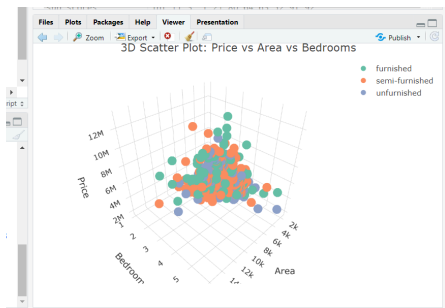 Files Plots Packages Help Viewer Presentation
Zoom Export Publish
3D Scatter Plot: Price vs Area vs Bedrooms
furnished
semi-furnished
unfurnished
12M
10M
8M
6M
4M
2M
Price
1
2
3
4
5
Bedroom
2k
4k
6k
8k
10k
12k
Area